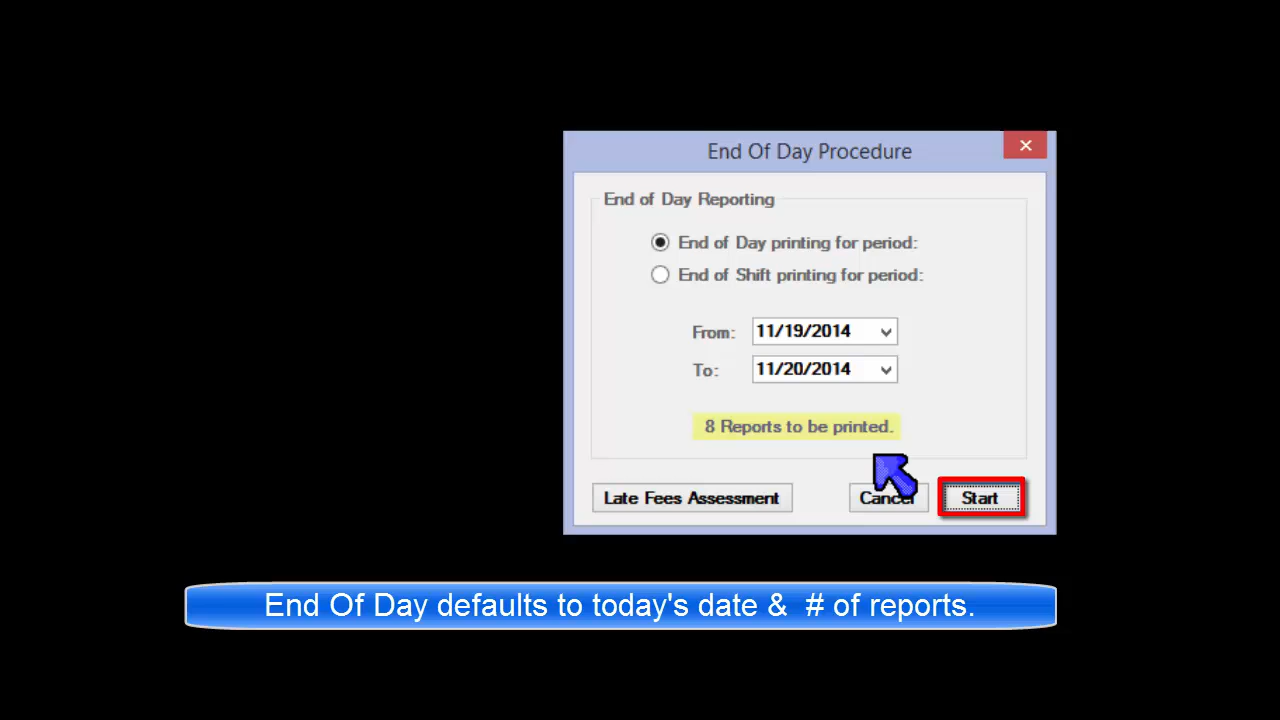 End Of Day Procedure
End of Day Reporting
End of Day printing for period:
End of Shift printing for period:
From: 11/19/2014
To: 11/20/2014
8 Reports to be printed.
Late Fees Assessment Cancel Start
End Of Day defaults to today's date & # of reports.